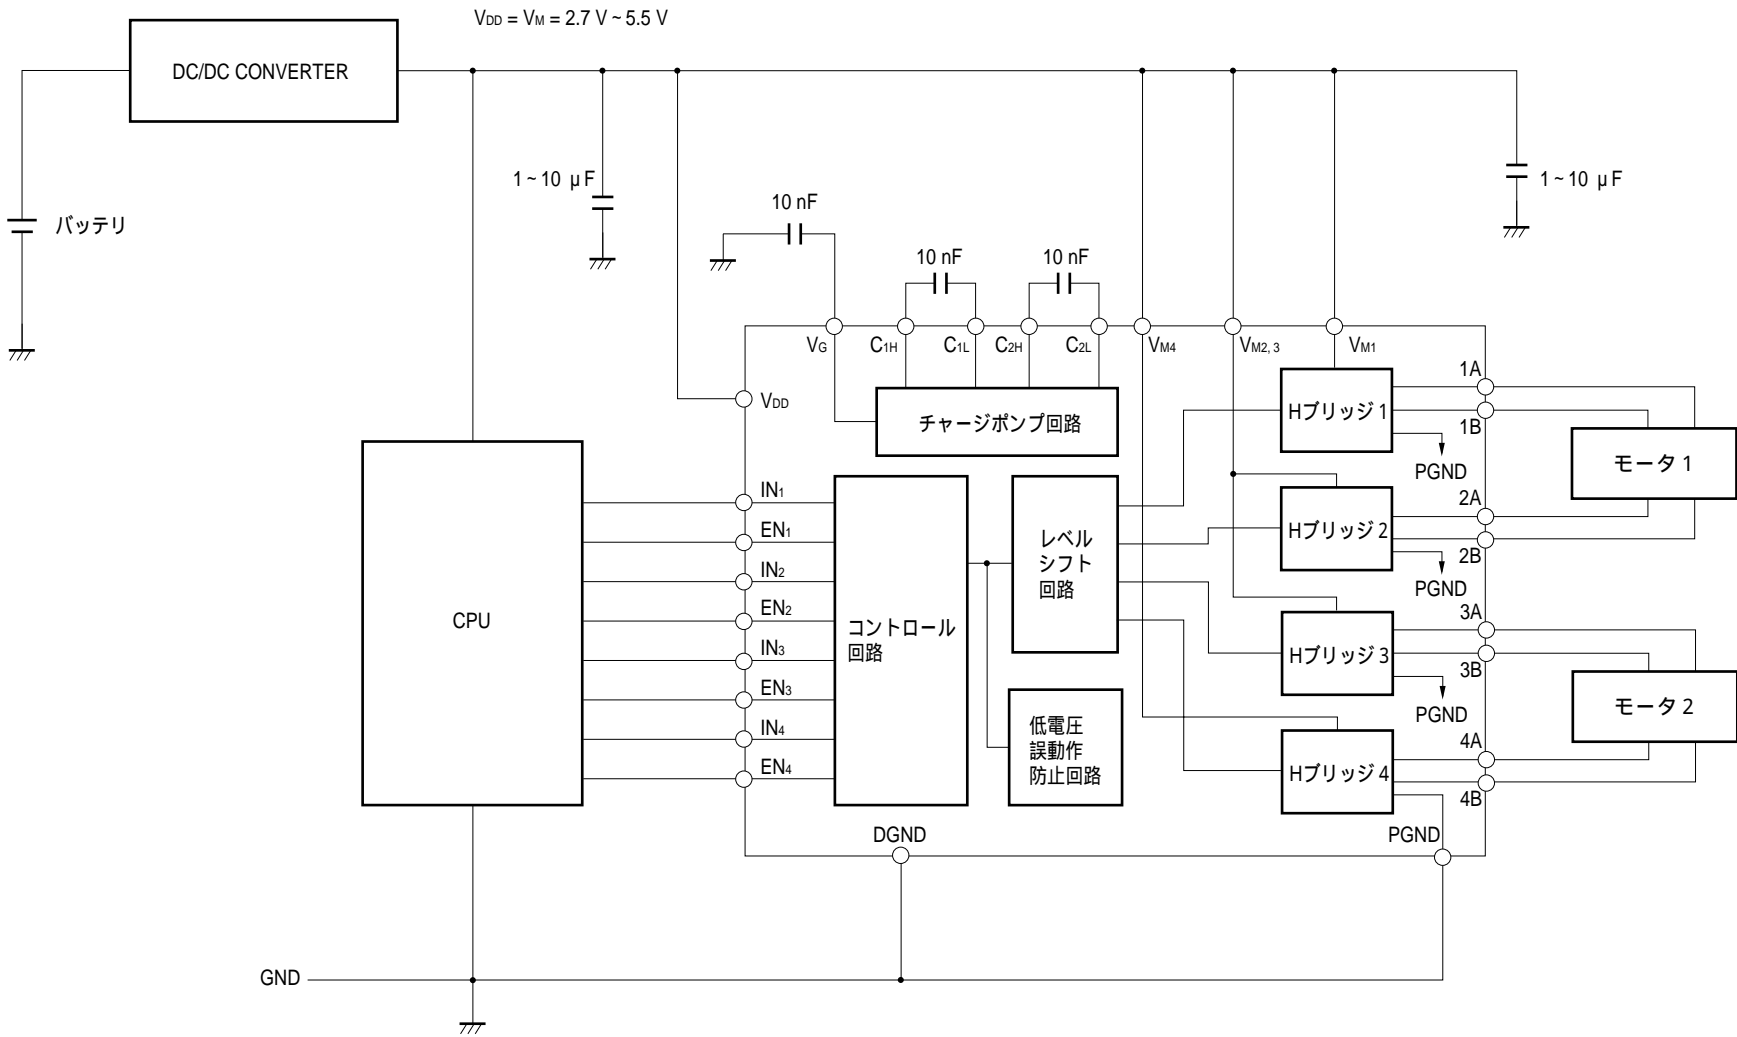 VDD = VM = 2.7 V ~ 5.5 V
DC/DC CONVERTER
1 ~ 10 μF
1 ~ 10 μF
バッテリ
10 nF
10 nF
10 nF
VG
C1H
C1L
C2H
C2L
VM4
VM2, 3
VM1
VDD
チャージポンプ回路
Hブリッジ 1
1A
1B
PGND
モータ 1
IN1
EN1
IN2
EN2
IN3
EN3
IN4
EN4
CPU
コントロール
回路
レベル
シフト
回路
低電圧
誤動作
防止回路
Hブリッジ 2
2A
2B
PGND
Hブリッジ 3
3A
3B
PGND
モータ 2
Hブリッジ 4
4A
4B
DGND
PGND
GND